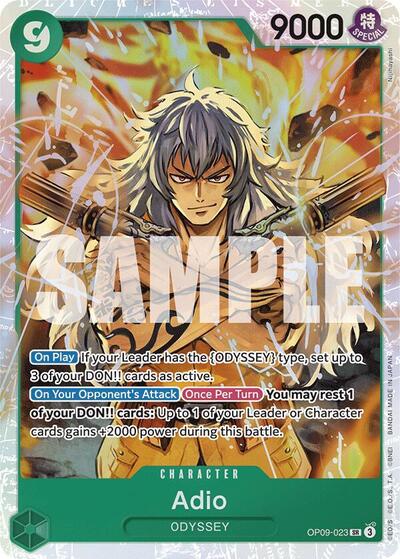 9
9000
特
SPECIAL
Nijihayashi
SAMPLE
On Play If your Leader has the {ODYSSEY} type, set up to
3 of your DON!! cards as active.
On Your Opponent's Attack Once Per Turn You may rest 1
of your DON!! cards: Up to 1 of your Leader or Character
cards gains +2000 power during this battle.
CHARACTER
Adio
ODYSSEY
OP09-023 SR 3
©E.O./S. ©E.O.,S.,T.A. ©BNEI BANDAI MADE IN JAPAN.